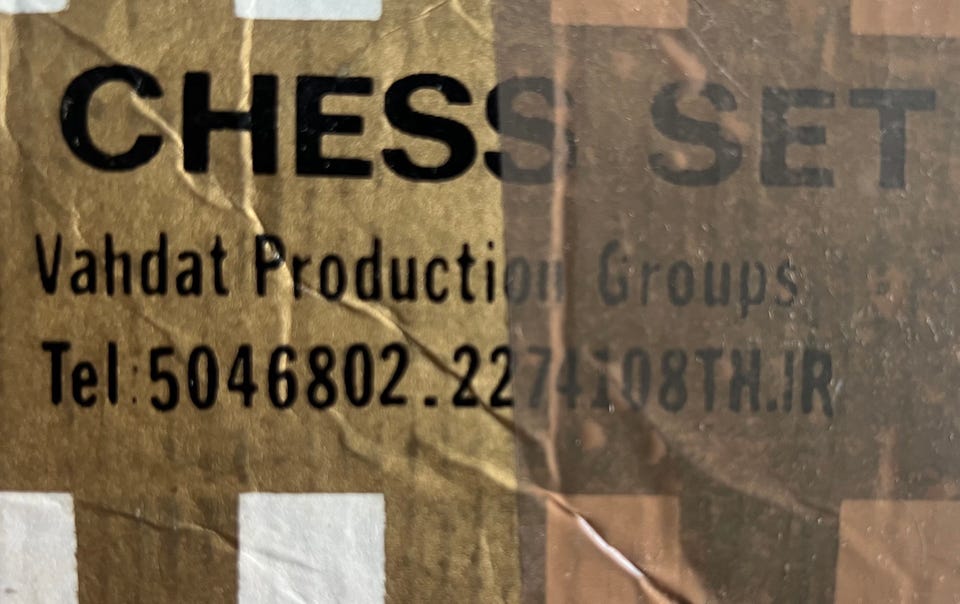 CHESS SET
Vahdat Production Groups
Tel:5046802.2274108TH.IR